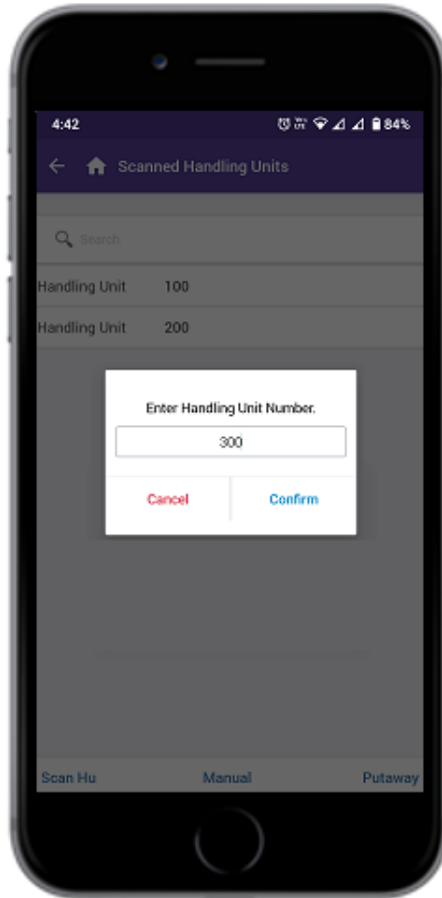 4:42
84%
Scanned Handling Units
Search
Handling Unit 100
Handling Unit 200
Enter Handling Unit Number.
300
Cancel Confirm
Scan Hu Manual Putaway